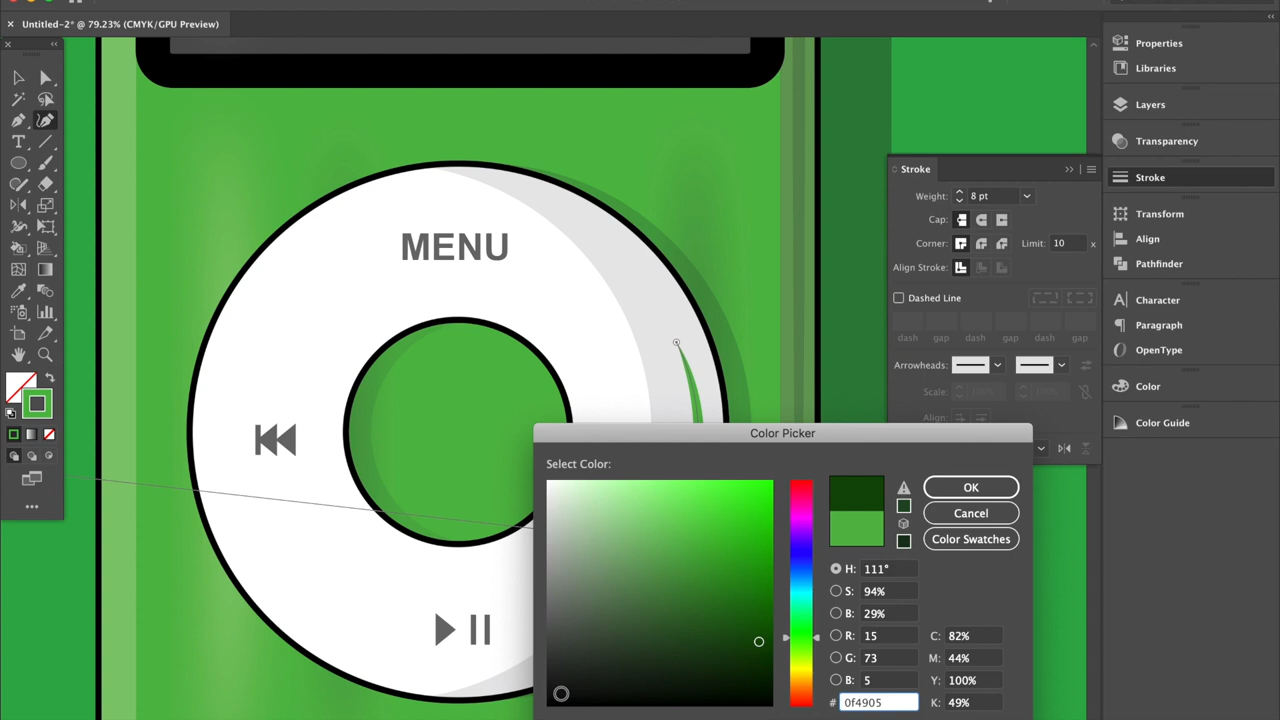 Untitled-2* @ 79.23% (CMYK/GPU Preview)
MENU
Properties
Libraries
Layers
Transparency
Stroke
Transform
Align
Pathfinder
Character
Paragraph
OpenType
Color
Color Guide
Stroke
Weight: 8 pt
Cap:
Corner: Limit: 10 x
Align Stroke:
Dashed Line
dash gap dash gap dash gap
Arrowheads:
Scale: 100% 100%
Align:
Color Picker
Select Color:
OK
Cancel
Color Swatches
H: 111°
S: 94%
B: 29%
R: 15 C: 82%
G: 73 M: 44%
B: 5 Y: 100%
# 0f4905 K: 49%